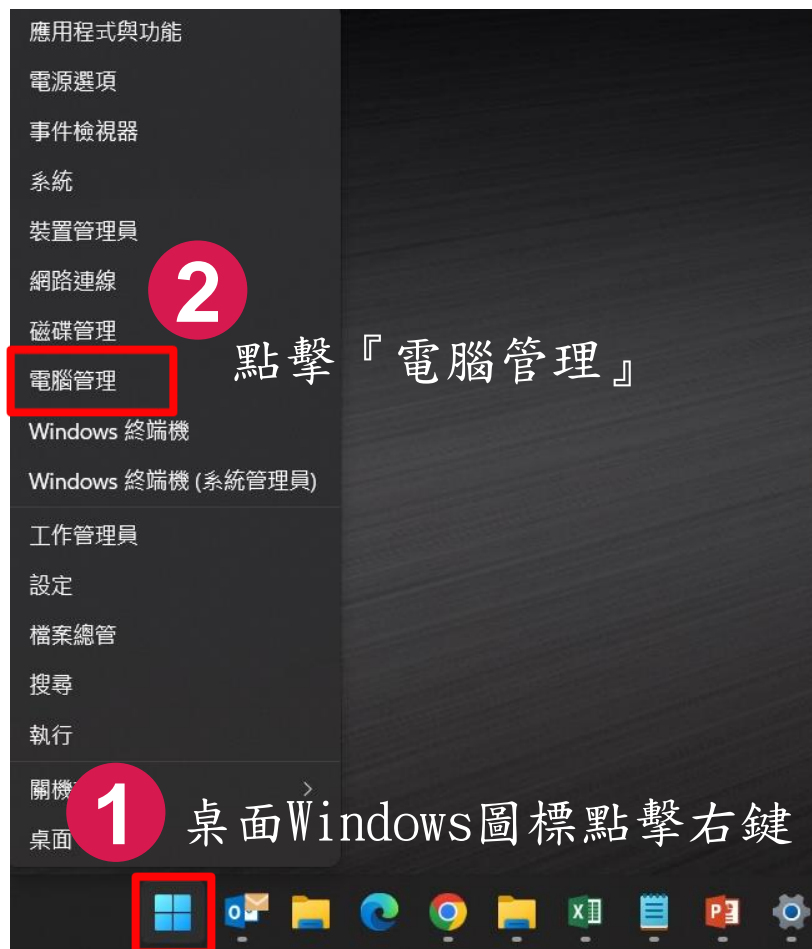 應用程式與功能
電源選項
事件檢視器
系統
裝置管理員
網路連線
2
磁碟管理
點擊『電腦管理』
電腦管理
Windows 終端機
Windows 終端機 (系統管理員)
工作管理員
設定
檔案總管
搜尋
執行
關機
1
桌面Windows圖標點擊右鍵
桌面